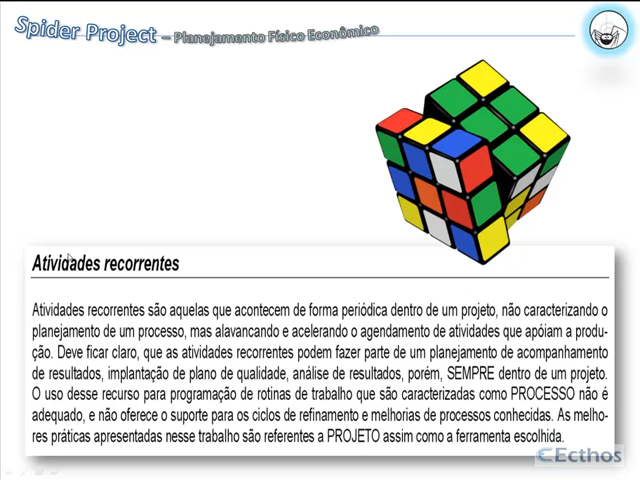 Spider Project – Planejamento Físico Econômico
Atividades recorrentes
Atividades recorrentes são aquelas que acontecem de forma periódica dentro de um projeto, não caracterizando o
planejamento de um processo, mas alavancando e acelerando o agendamento de atividades que apóiam a produ-
ção. Deve ficar claro, que as atividades recorrentes podem fazer parte de um planejamento de acompanhamento
de resultados, implantação de plano de qualidade, análise de resultados, porém, SEMPRE dentro de um projeto.
O uso desse recurso para programação de rotinas de trabalho que são caracterizadas como PROCESSO não é
adequado, e não oferece o suporte para os ciclos de refinamento e melhorias de processos conhecidas. As melho-
res práticas apresentadas nesse trabalho são referentes a PROJETO assim como a ferramenta escolhida.
Ecthos